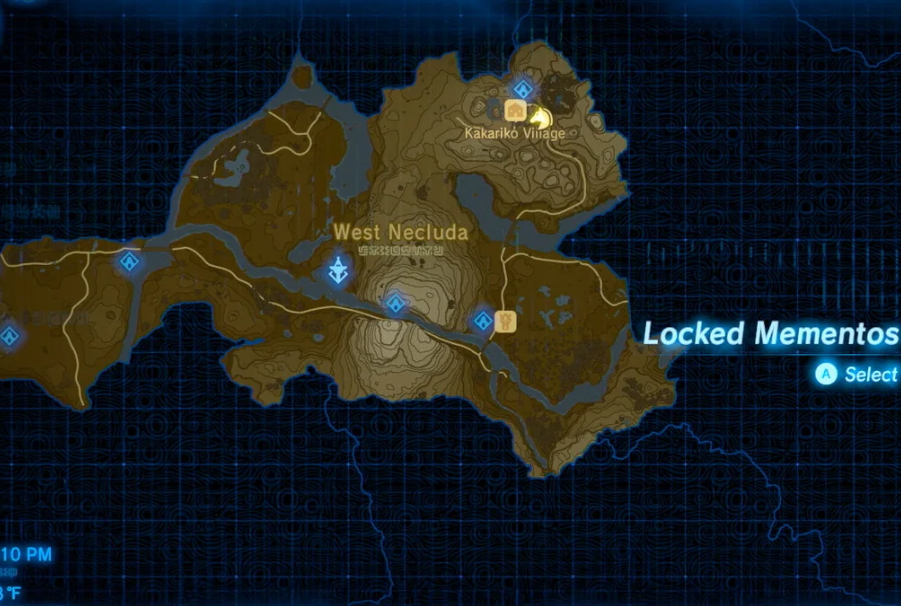 Kakariko Village
West Necluda
Locked Mementos
A Select
10 PM
°F